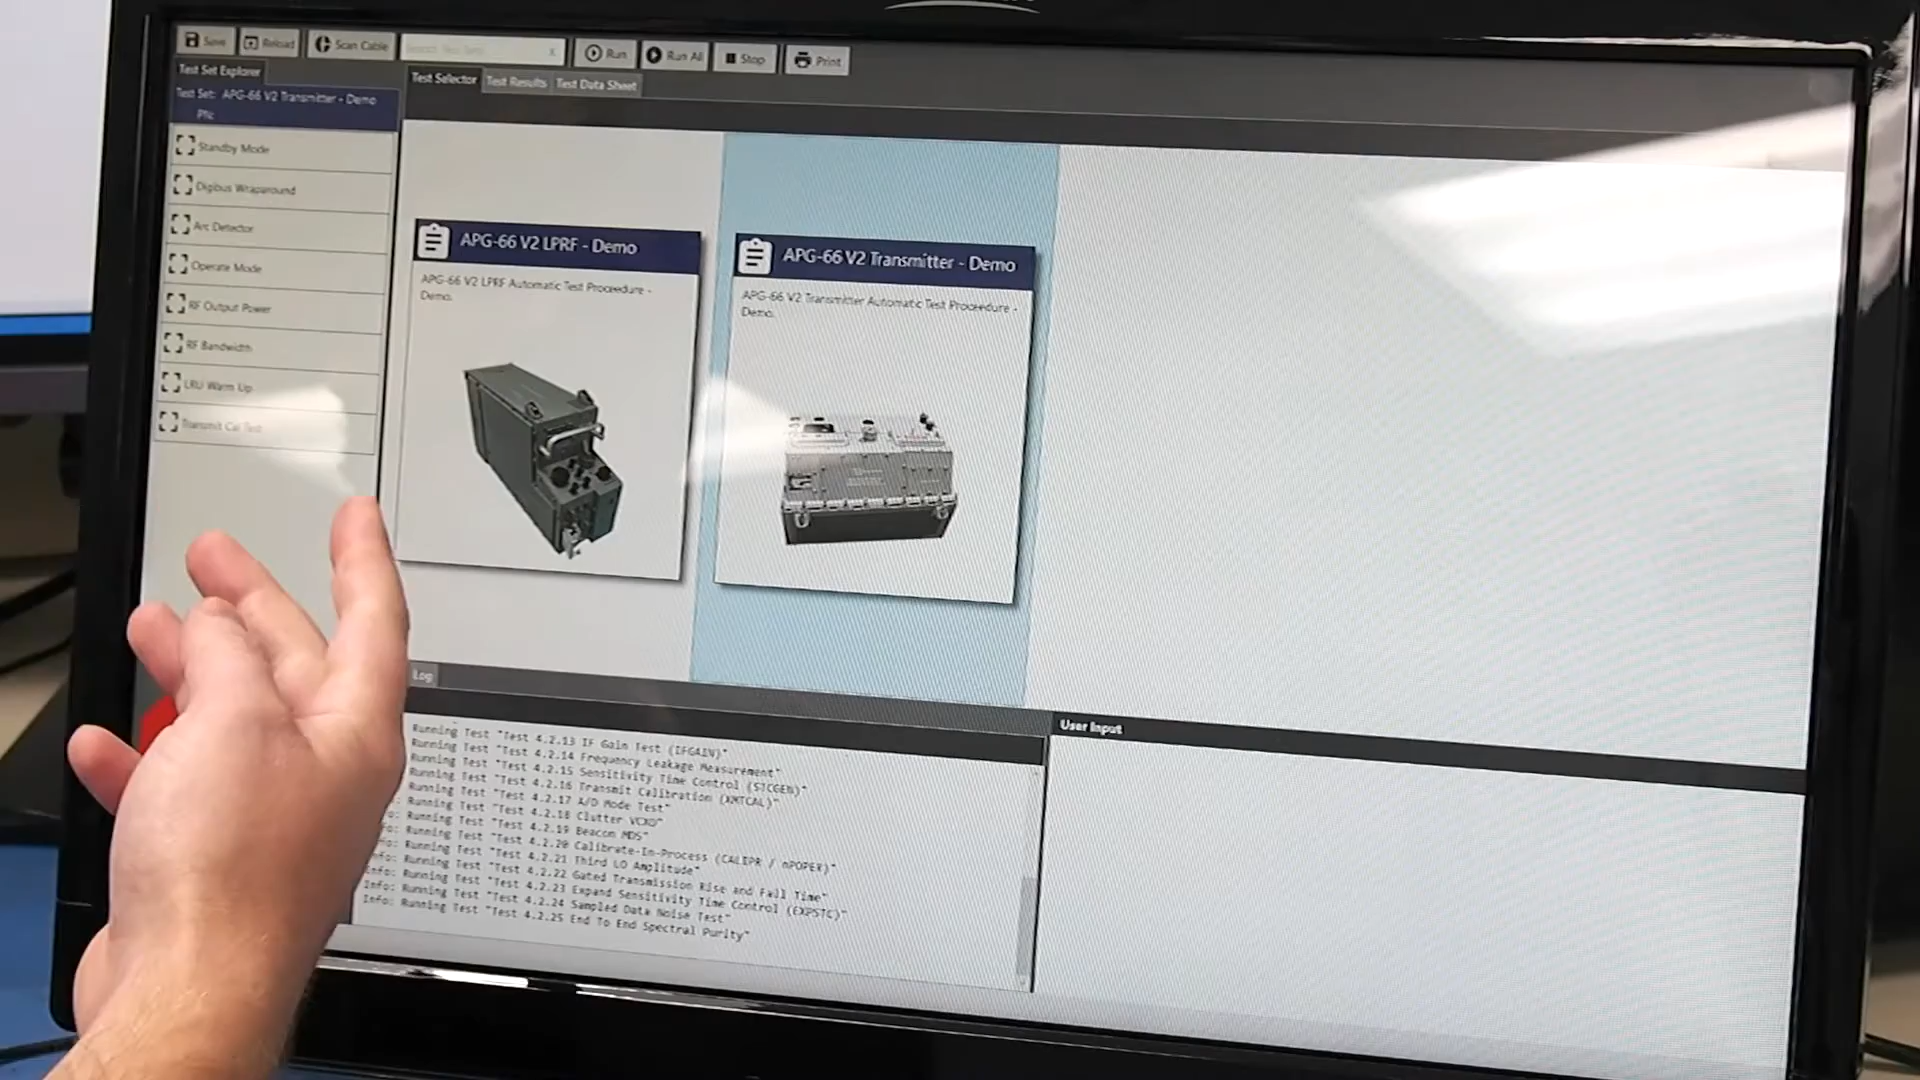 Save Reload Scan Cable x Run Run All Stop Print
Test Set Explorer
Test Selector Test Results Test Data Sheet
Test Set: APG-66 V2 Transmitter - Demo
PN:
Standby Mode
Digibus Wraparound
Arc Detector
Operate Mode
RF Output Power
RF Bandwidth
LRU Warm Up
Transmit Cal Test
APG-66 V2 LPRF - Demo
APG-66 V2 LPRF Automatic Test Proceedure -
Demo.
APG-66 V2 Transmitter - Demo
APG-66 V2 Transmitter Automatic Test Proceedure -
Demo.
Log
Running Test "Test 4.2.13 IF Gain Test (IFGAIN)"
Running Test "Test 4.2.14 Frequency Leakage Measurement"
Running Test "Test 4.2.15 Sensitivity Time Control (STCGEN)"
Running Test "Test 4.2.16 Transmit Calibration (XMTCAL)"
Running Test "Test 4.2.17 A/D Mode Test"
Running Test "Test 4.2.18 Clutter VCXO"
Running Test "Test 4.2.19 Beacon MDS"
Running Test "Test 4.2.20 Calibrate-In-Process (CALIPR / nPOPER)"
Running Test "Test 4.2.21 Third LO Amplitude"
Info: Running Test "Test 4.2.22 Gated Transmission Rise and Fall Time"
Info: Running Test "Test 4.2.23 Expand Sensitivity Time Control (EXPSTC)"
Info: Running Test "Test 4.2.24 Sampled Data Noise Test"
Info: Running Test "Test 4.2.25 End To End Spectral Purity"
User Input